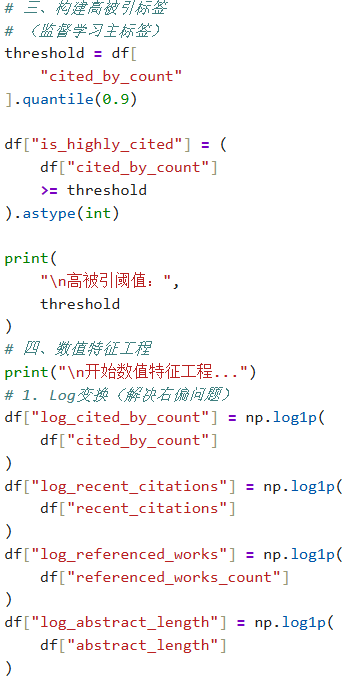 # 三、构建高被引标签
# （监督学习主标签）
threshold = df[
    "cited_by_count"
].quantile(0.9)

df["is_highly_cited"] = (
    df["cited_by_count"]
    >= threshold
).astype(int)

print(
    "\n高被引阈值：",
    threshold
)
# 四、数值特征工程
print("\n开始数值特征工程...")
# 1. Log变换（解决右偏问题）
df["log_cited_by_count"] = np.log1p(
    df["cited_by_count"]
)
df["log_recent_citations"] = np.log1p(
    df["recent_citations"]
)
df["log_referenced_works"] = np.log1p(
    df["referenced_works_count"]
)
df["log_abstract_length"] = np.log1p(
    df["abstract_length"]
)